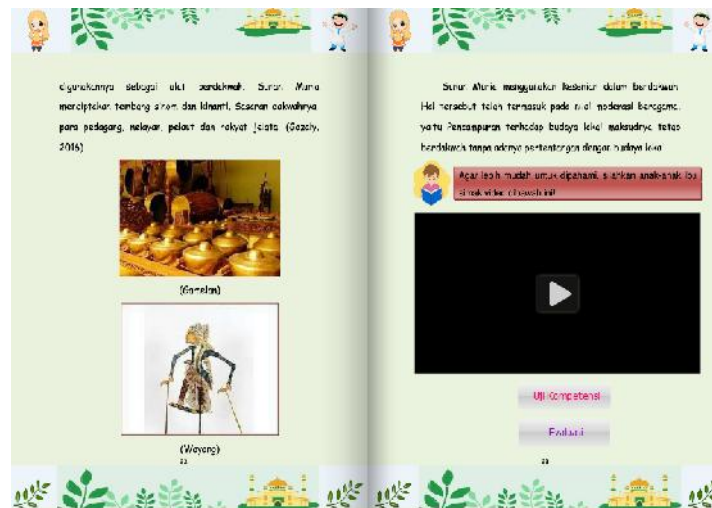 digunakannya sebagai alat berdakwah. Sunan Muria
menciptakan tembang sinom dan kinanti. Sasaran dakwahnya
para pedagang, nelayan, pelaut dan rakyat jelata (Gazaly,
2016)
(Gamelan)
(Wayang)
Sunan Muria menggunakan kesenian dalam berdakwah
Hal tersebut telah termasuk pada nilai moderasi beragama,
yaitu Pencampuran terhadap budaya lokal maksudnya tetap
berdakwah tanpa adanya pertentangan dengan budaya lokal
Agar lebih mudah untuk dipahami, silahkan anak-anak ibu
simak video dibawah ini!
Uji Kompetensi
Evaluasi